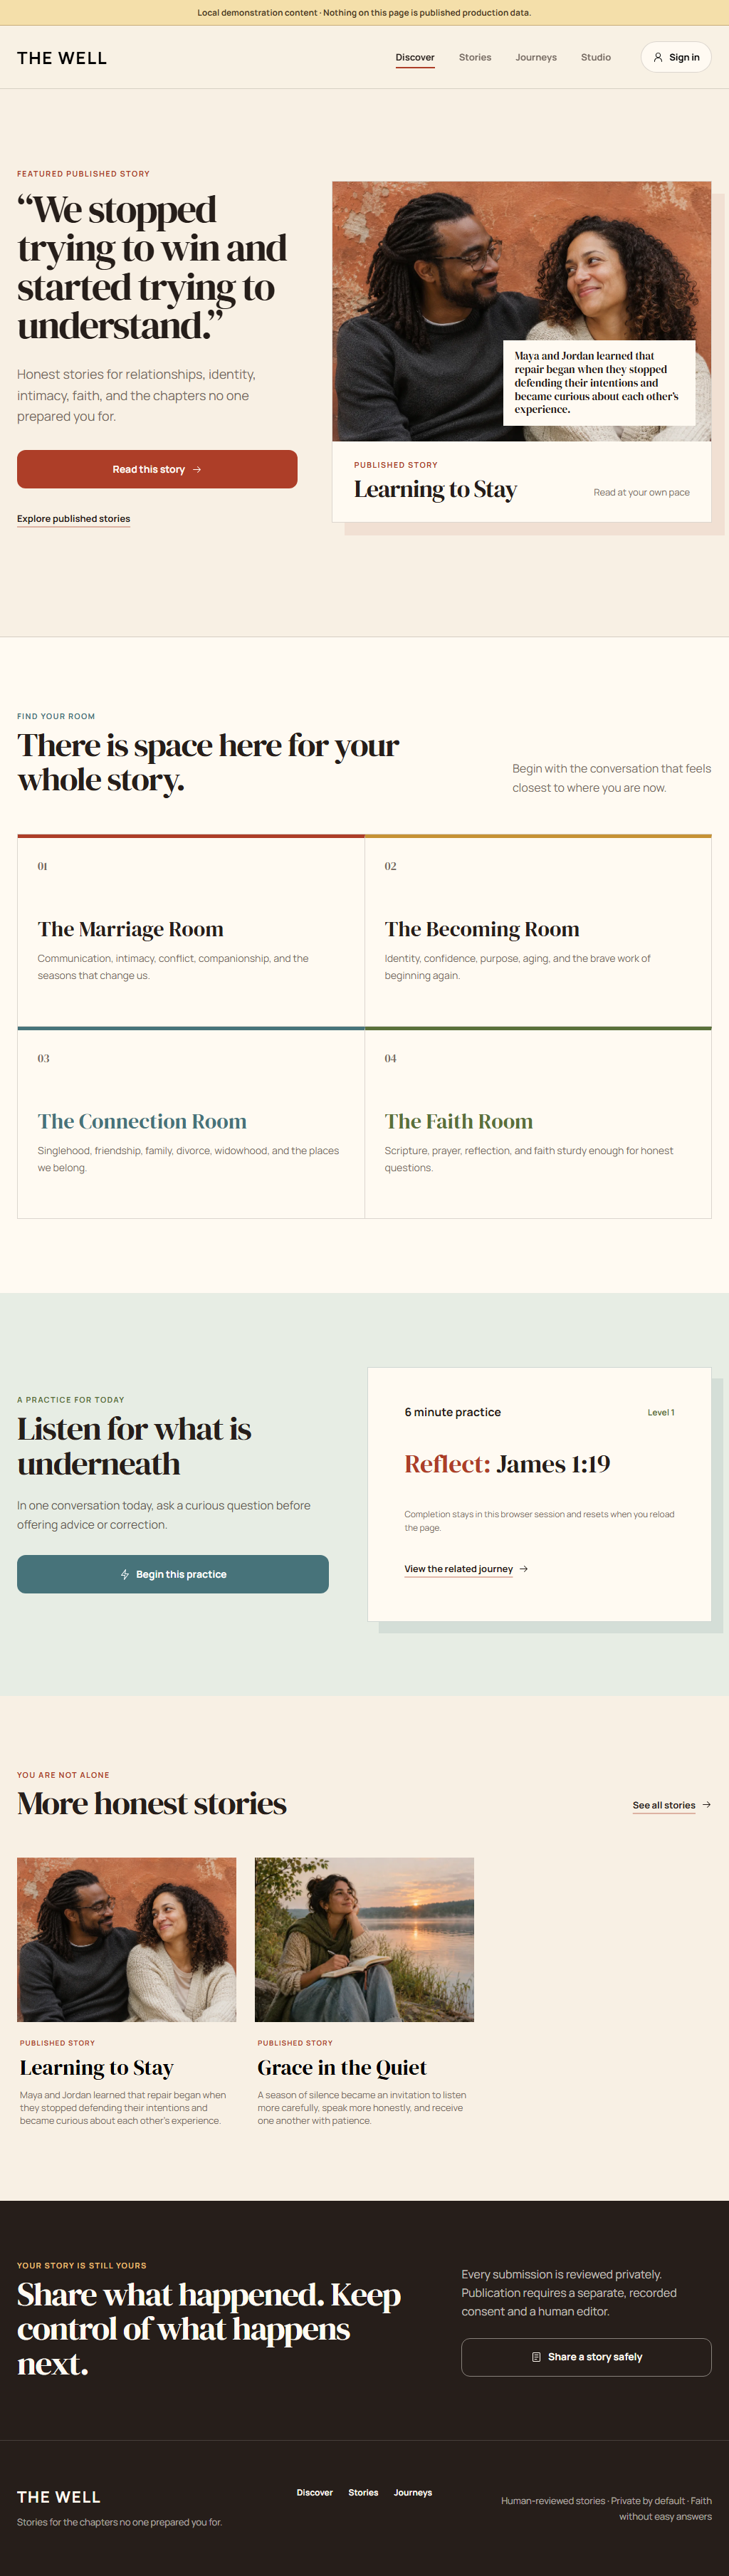 Local demonstration content · Nothing on this page is published production data.
THE WELL
Discover
Stories
Journeys
Studio
Sign in
FEATURED PUBLISHED STORY
“We stopped
trying to win and
started trying to
understand.”
Honest stories for relationships, identity,
intimacy, faith, and the chapters no one
prepared you for.
Read this story
Explore published stories
Maya and Jordan learned that
repair began when they stopped
defending their intentions and
became curious about each other’s
experience.
PUBLISHED STORY
Learning to Stay
Read at your own pace
FIND YOUR ROOM
There is space here for your
whole story.
Begin with the conversation that feels
closest to where you are now.
01
The Marriage Room
Communication, intimacy, conflict, companionship, and the
seasons that change us.
02
The Becoming Room
Identity, confidence, purpose, aging, and the brave work of
beginning again.
03
The Connection Room
Singlehood, friendship, family, divorce, widowhood, and the places
we belong.
04
The Faith Room
Scripture, prayer, reflection, and faith sturdy enough for honest
questions.
A PRACTICE FOR TODAY
Listen for what is
underneath
In one conversation today, ask a curious question before
offering advice or correction.
Begin this practice
6 minute practice
Level 1
Reflect: James 1:19
Completion stays in this browser session and resets when you reload
the page.
View the related journey
YOU ARE NOT ALONE
More honest stories
See all stories
PUBLISHED STORY
Learning to Stay
Maya and Jordan learned that repair began when
they stopped defending their intentions and
became curious about each other’s experience.
PUBLISHED STORY
Grace in the Quiet
A season of silence became an invitation to listen
more carefully, speak more honestly, and receive
one another with patience.
YOUR STORY IS STILL YOURS
Share what happened. Keep
control of what happens
next.
Every submission is reviewed privately.
Publication requires a separate, recorded
consent and a human editor.
Share a story safely
THE WELL
Stories for the chapters no one prepared you for.
Discover
Stories
Journeys
Human-reviewed stories · Private by default · Faith
without easy answers